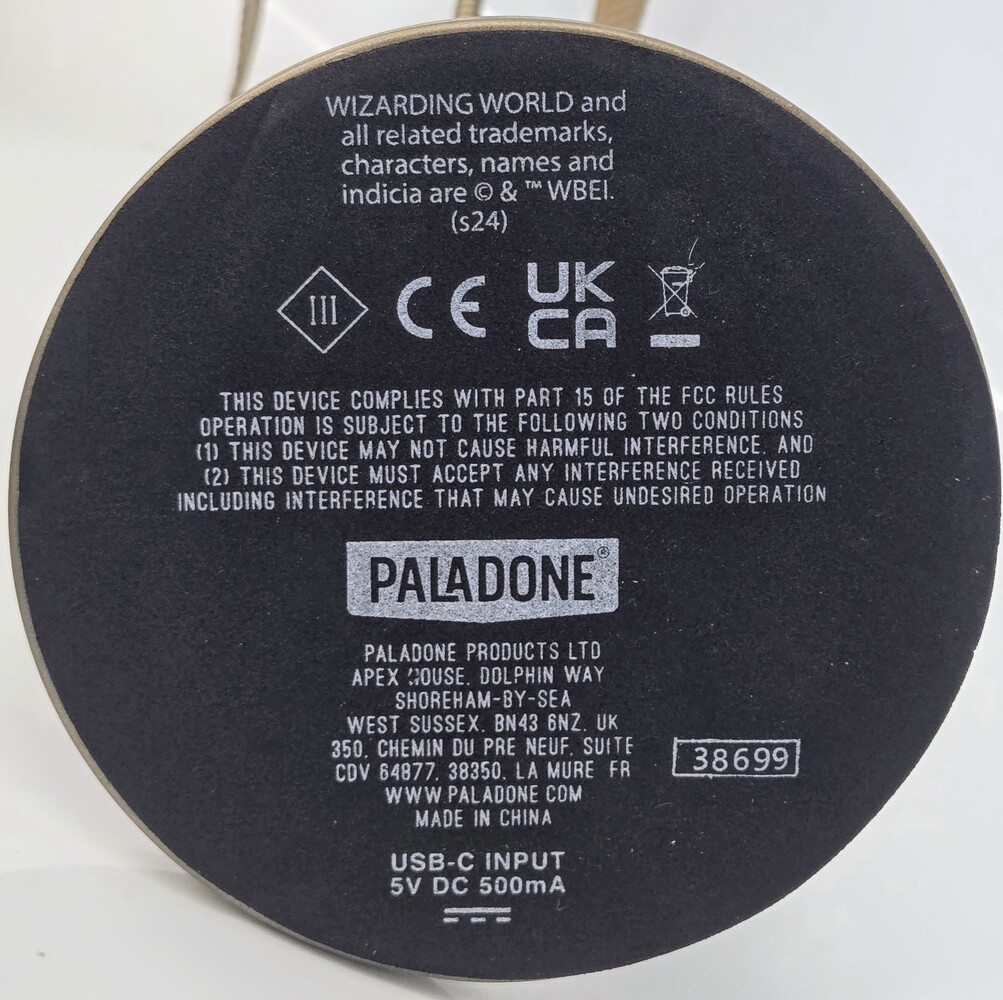 WIZARDING WORLD and
all related trademarks,
characters, names and
indicia are © & ™ WBEI.
(s24)
III
CE
UK
CA
THIS DEVICE COMPLIES WITH PART 15 OF THE FCC RULES
OPERATION IS SUBJECT TO THE FOLLOWING TWO CONDITIONS
(1) THIS DEVICE MAY NOT CAUSE HARMFUL INTERFERENCE. AND
(2) THIS DEVICE MUST ACCEPT ANY INTERFERENCE RECEIVED
INCLUDING INTERFERENCE THAT MAY CAUSE UNDESIRED OPERATION
PALADONE®
PALADONE PRODUCTS LTD
APEX HOUSE. DOLPHIN WAY
SHOREHAM-BY-SEA
WEST SUSSEX. BN43 6NZ. UK
350. CHEMIN DU PRE NEUF. SUITE
CDV 64877. 38350. LA MURE FR
WWW.PALADONE.COM
MADE IN CHINA
38699
USB-C INPUT
5V DC 500mA